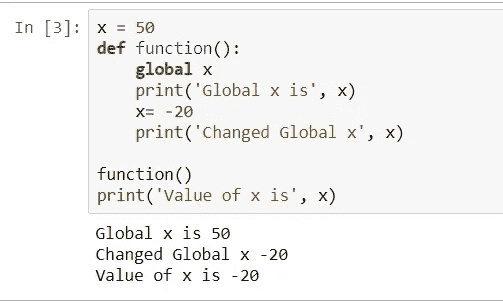 In [3]: x = 50
def function():
    global x
    print('Global x is', x)
    x= -20
    print('Changed Global x', x)
function()
print('Value of x is', x)
Global x is 50
Changed Global x -20
Value of x is -20